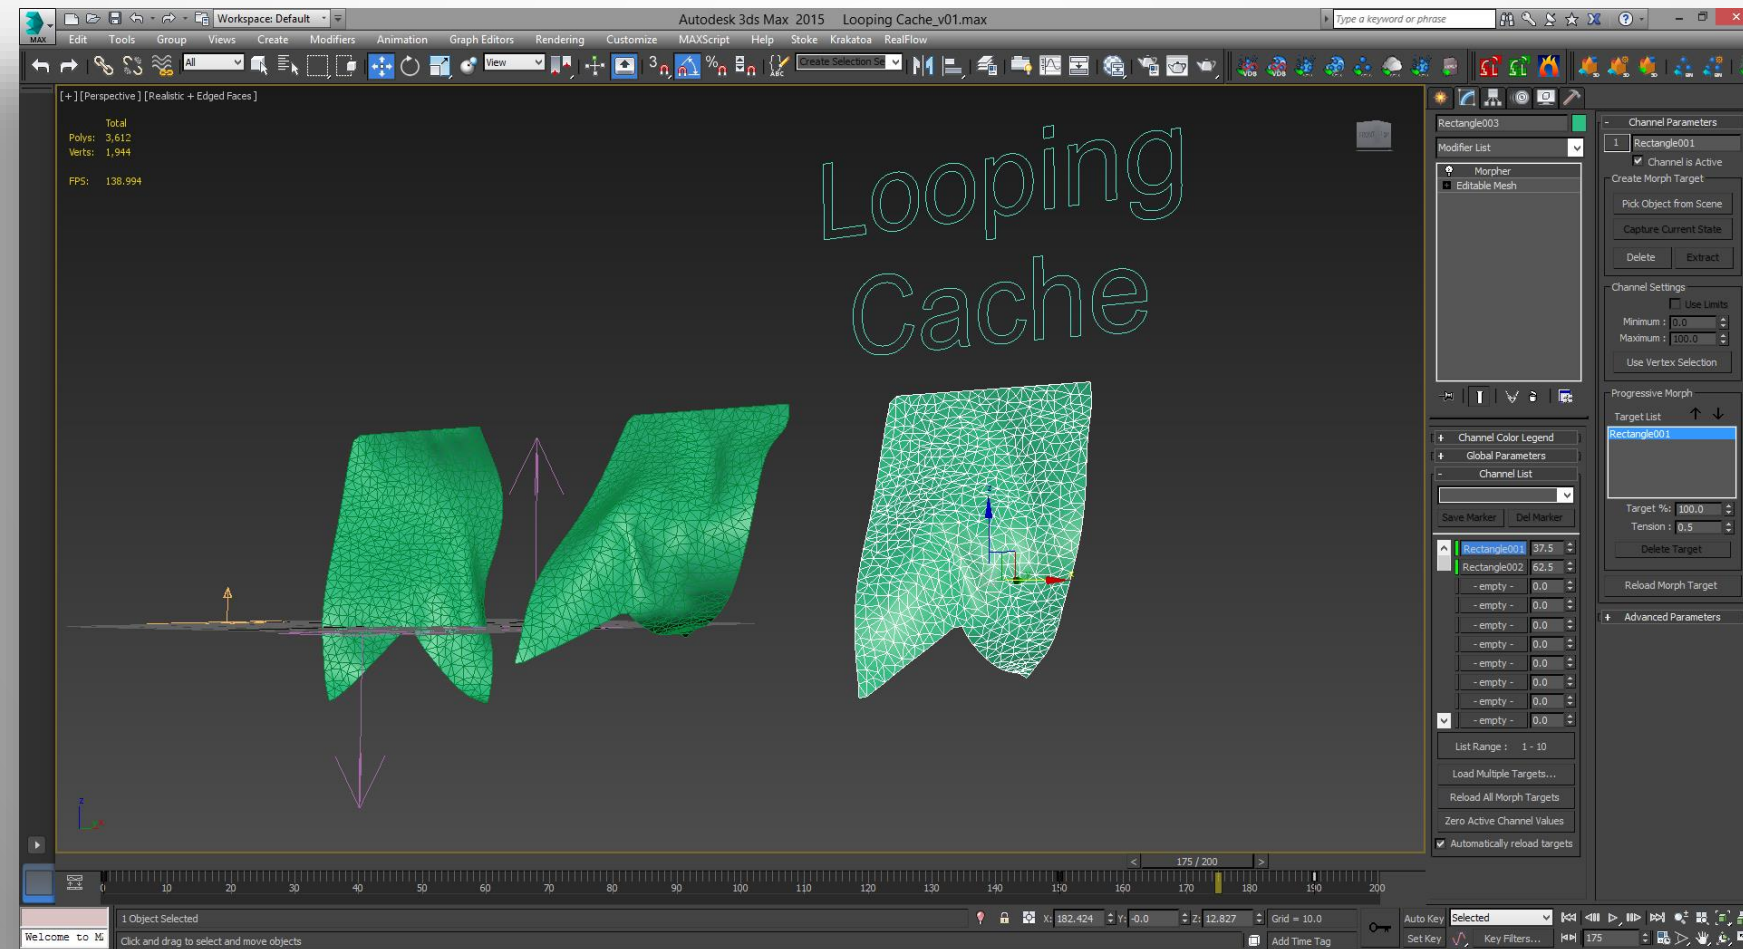 Workspace: Default
Autodesk 3ds Max 2015 Looping Cache_v01.max
Type a keyword or phrase
MAX
Edit Tools Group Views Create Modifiers Animation Graph Editors Rendering Customize MAXScript Help Stoke Krakatoa RealFlow
All
View
Create Selection Se
[+] [Perspective ] [Realistic + Edged Faces ]
Total
Polys: 3,612
Verts: 1,944
FPS: 138.994
Looping
Cache
Rectangle003
Modifier List
Morpher
Editable Mesh
Channel Color Legend
Global Parameters
Channel List
Save Marker Del Marker
Rectangle001 37.5
Rectangle002 62.5
- empty - 0.0
- empty - 0.0
- empty - 0.0
- empty - 0.0
- empty - 0.0
- empty - 0.0
- empty - 0.0
- empty - 0.0
List Range : 1 - 10
Load Multiple Targets...
Reload All Morph Targets
Zero Active Channel Values
Automatically reload targets
Channel Parameters
1 Rectangle001
Channel is Active
Create Morph Target
Pick Object from Scene
Capture Current State
Delete Extract
Channel Settings
Use Limits
Minimum : 0.0
Maximum : 100.0
Use Vertex Selection
Progressive Morph
Target List
Rectangle001
Target %: 100.0
Tension : 0.5
Delete Target
Reload Morph Target
Advanced Parameters
175 / 200
0 10 20 30 40 50 60 70 80 90 100 110 120 130 140 150 160 170 180 190 200
1 Object Selected
X: 182.424 Y: -0.0 Z: 12.827 Grid = 10.0
Auto Key Selected
Welcome to M
Click and drag to select and move objects
Add Time Tag
Set Key Key Filters... 175